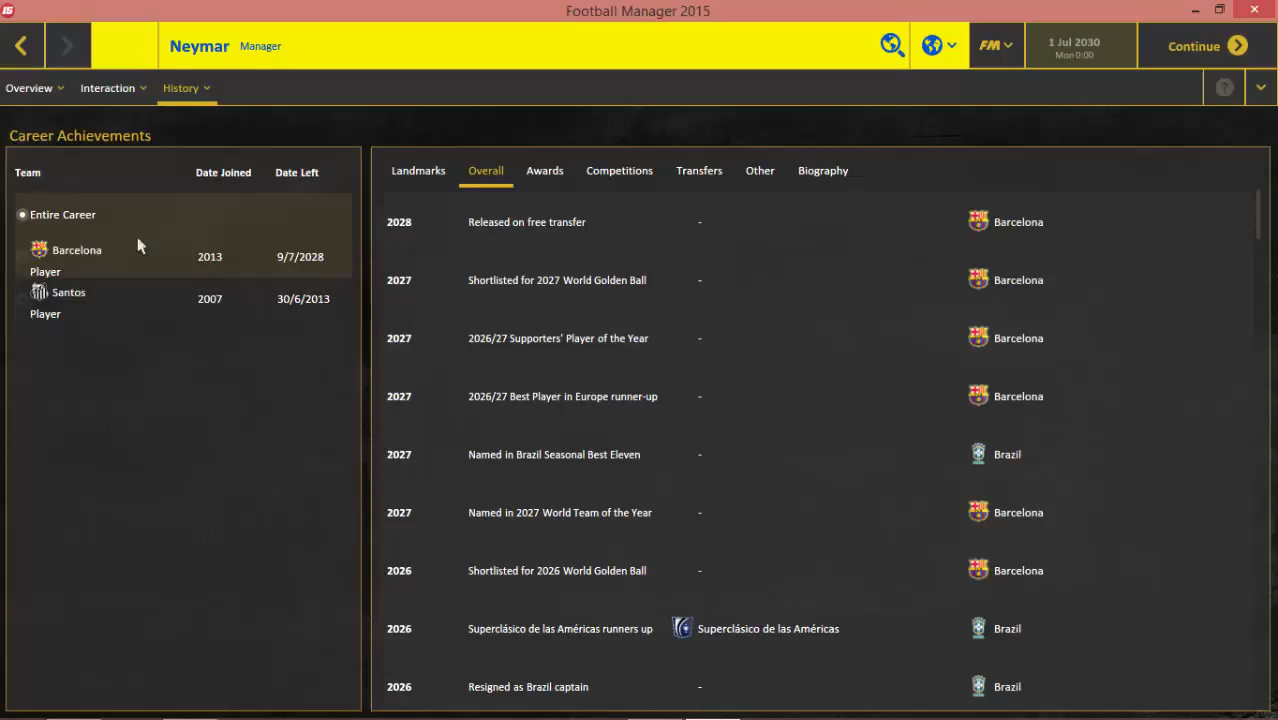 Football Manager 2015
Neymar Manager
FM
1 Jul 2030
Mon 0:00
Continue
Overview
Interaction
History
?
Career Achievements
Team Date Joined Date Left
Entire Career
Barcelona
Player
2013 9/7/2028
Santos
Player
2007 30/6/2013
Landmarks Overall Awards Competitions Transfers Other Biography
2028 Released on free transfer - Barcelona
2027 Shortlisted for 2027 World Golden Ball - Barcelona
2027 2026/27 Supporters' Player of the Year - Barcelona
2027 2026/27 Best Player in Europe runner-up - Barcelona
2027 Named in Brazil Seasonal Best Eleven - Brazil
2027 Named in 2027 World Team of the Year - Barcelona
2026 Shortlisted for 2026 World Golden Ball - Barcelona
2026 Superclásico de las Américas runners up Superclásico de las Américas Brazil
2026 Resigned as Brazil captain - Brazil